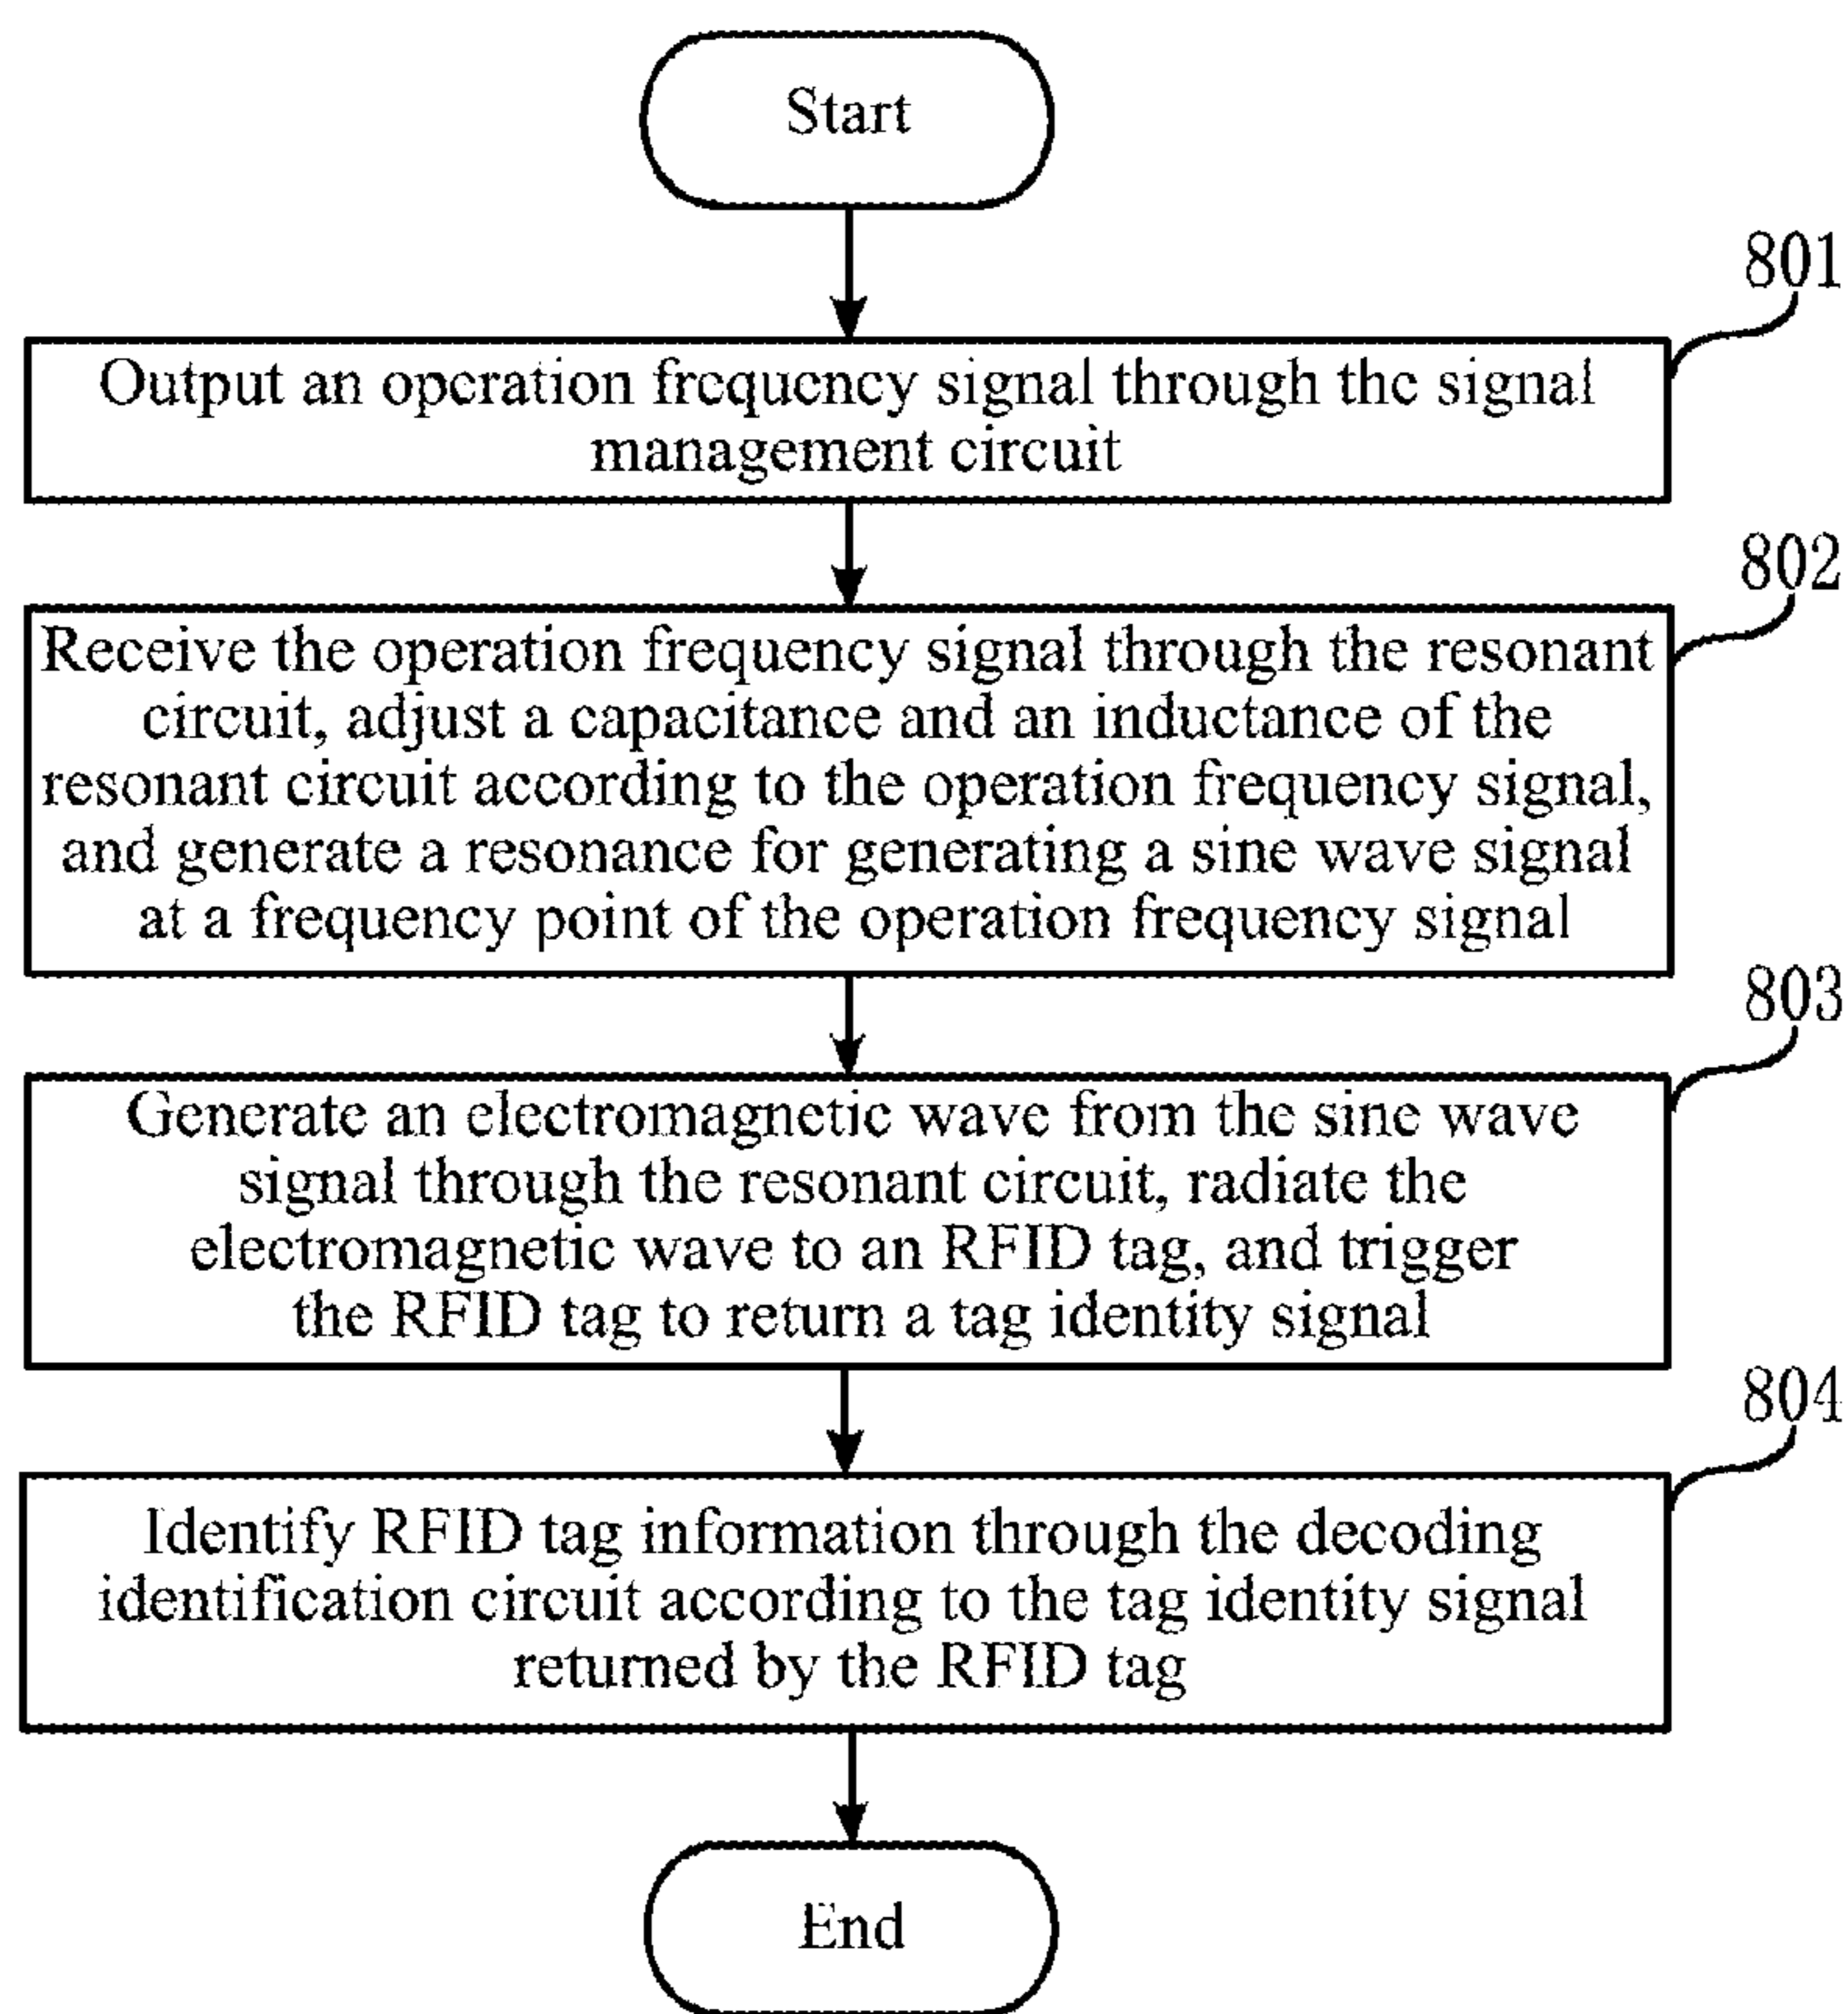 Start
801
Output an operation frequency signal through the signal
management circuit
802
Receive the operation frequency signal through the resonant
circuit, adjust a capacitance and an inductance of the
resonant circuit according to the operation frequency signal,
and generate a resonance for generating a sine wave signal
at a frequency point of the operation frequency signal
803
Generate an electromagnetic wave from the sine wave
signal through the resonant circuit, radiate the
electromagnetic wave to an RFID tag, and trigger
the RFID tag to return a tag identity signal
804
Identify RFID tag information through the decoding
identification circuit according to the tag identity signal
returned by the RFID tag
End